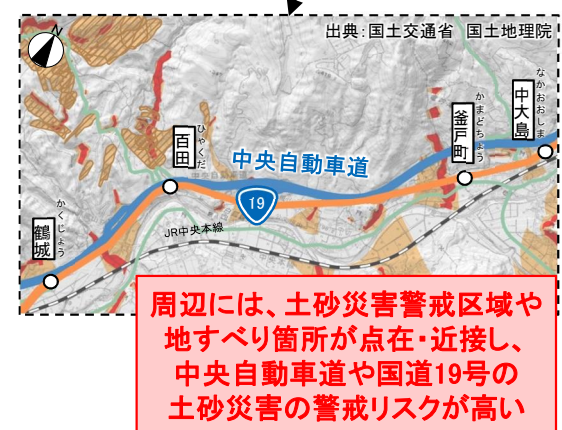 出典:国土交通省 国土地理院
N
なかおおしま
中大島
かまどちょう
釜戸町
ひゃくだ
百田
中央自動車道
19
かくじょう
鶴城
JR中央本線
周辺には、土砂災害警戒区域や
地すべり箇所が点在・近接し、
中央自動車道や国道19号の
土砂災害の警戒リスクが高い